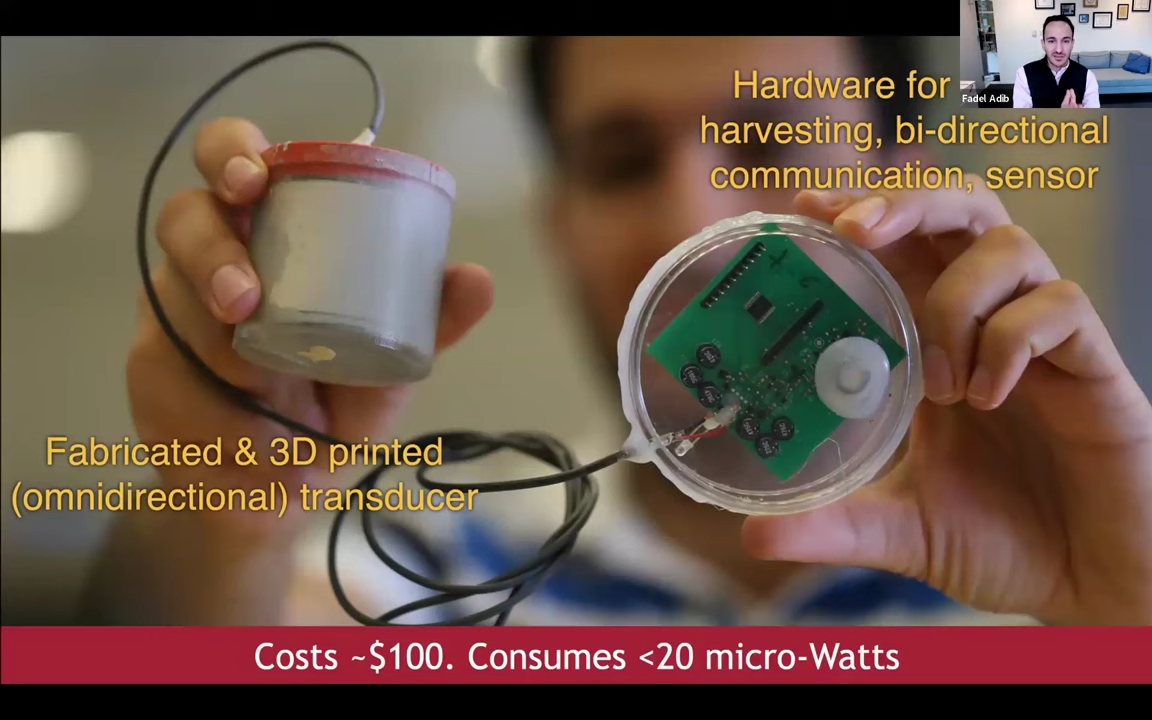 Hardware for
Fadel Adib
harvesting, bi-directional
communication, sensor
Fabricated & 3D printed
(omnidirectional) transducer
Costs ~$100. Consumes <20 micro-Watts